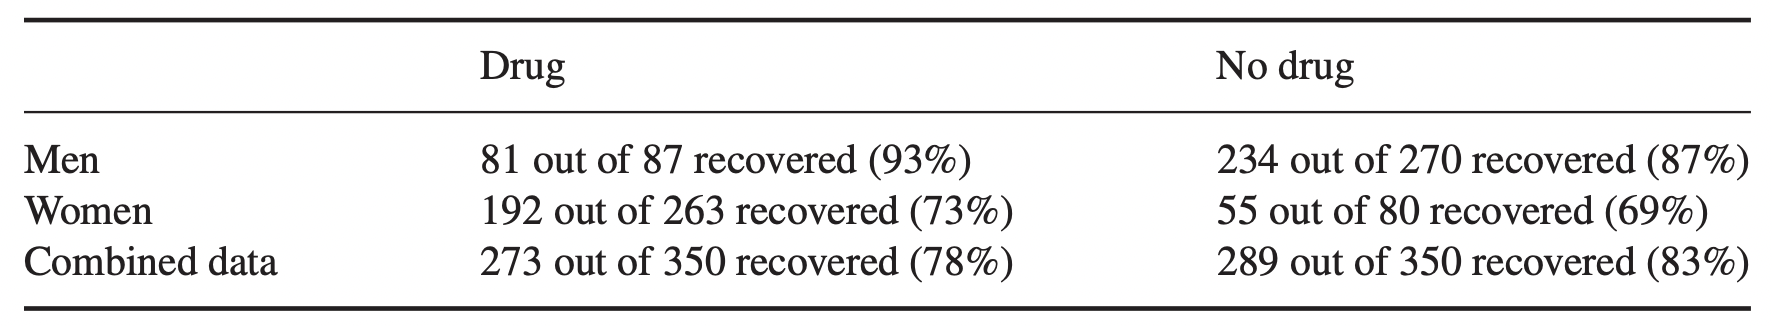 Drug No drug
Men 81 out of 87 recovered (93%) 234 out of 270 recovered (87%)
Women 192 out of 263 recovered (73%) 55 out of 80 recovered (69%)
Combined data 273 out of 350 recovered (78%) 289 out of 350 recovered (83%)